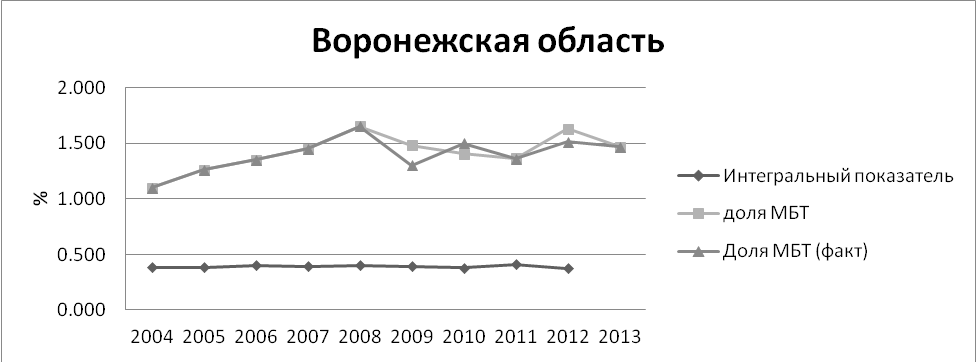 Воронежская область
2.000
1.500
1.000
0.500
0.000
%
2004 2005 2006 2007 2008 2009 2010 2011 2012 2013
Интегральный показатель
доля МБТ
Доля МБТ (факт)